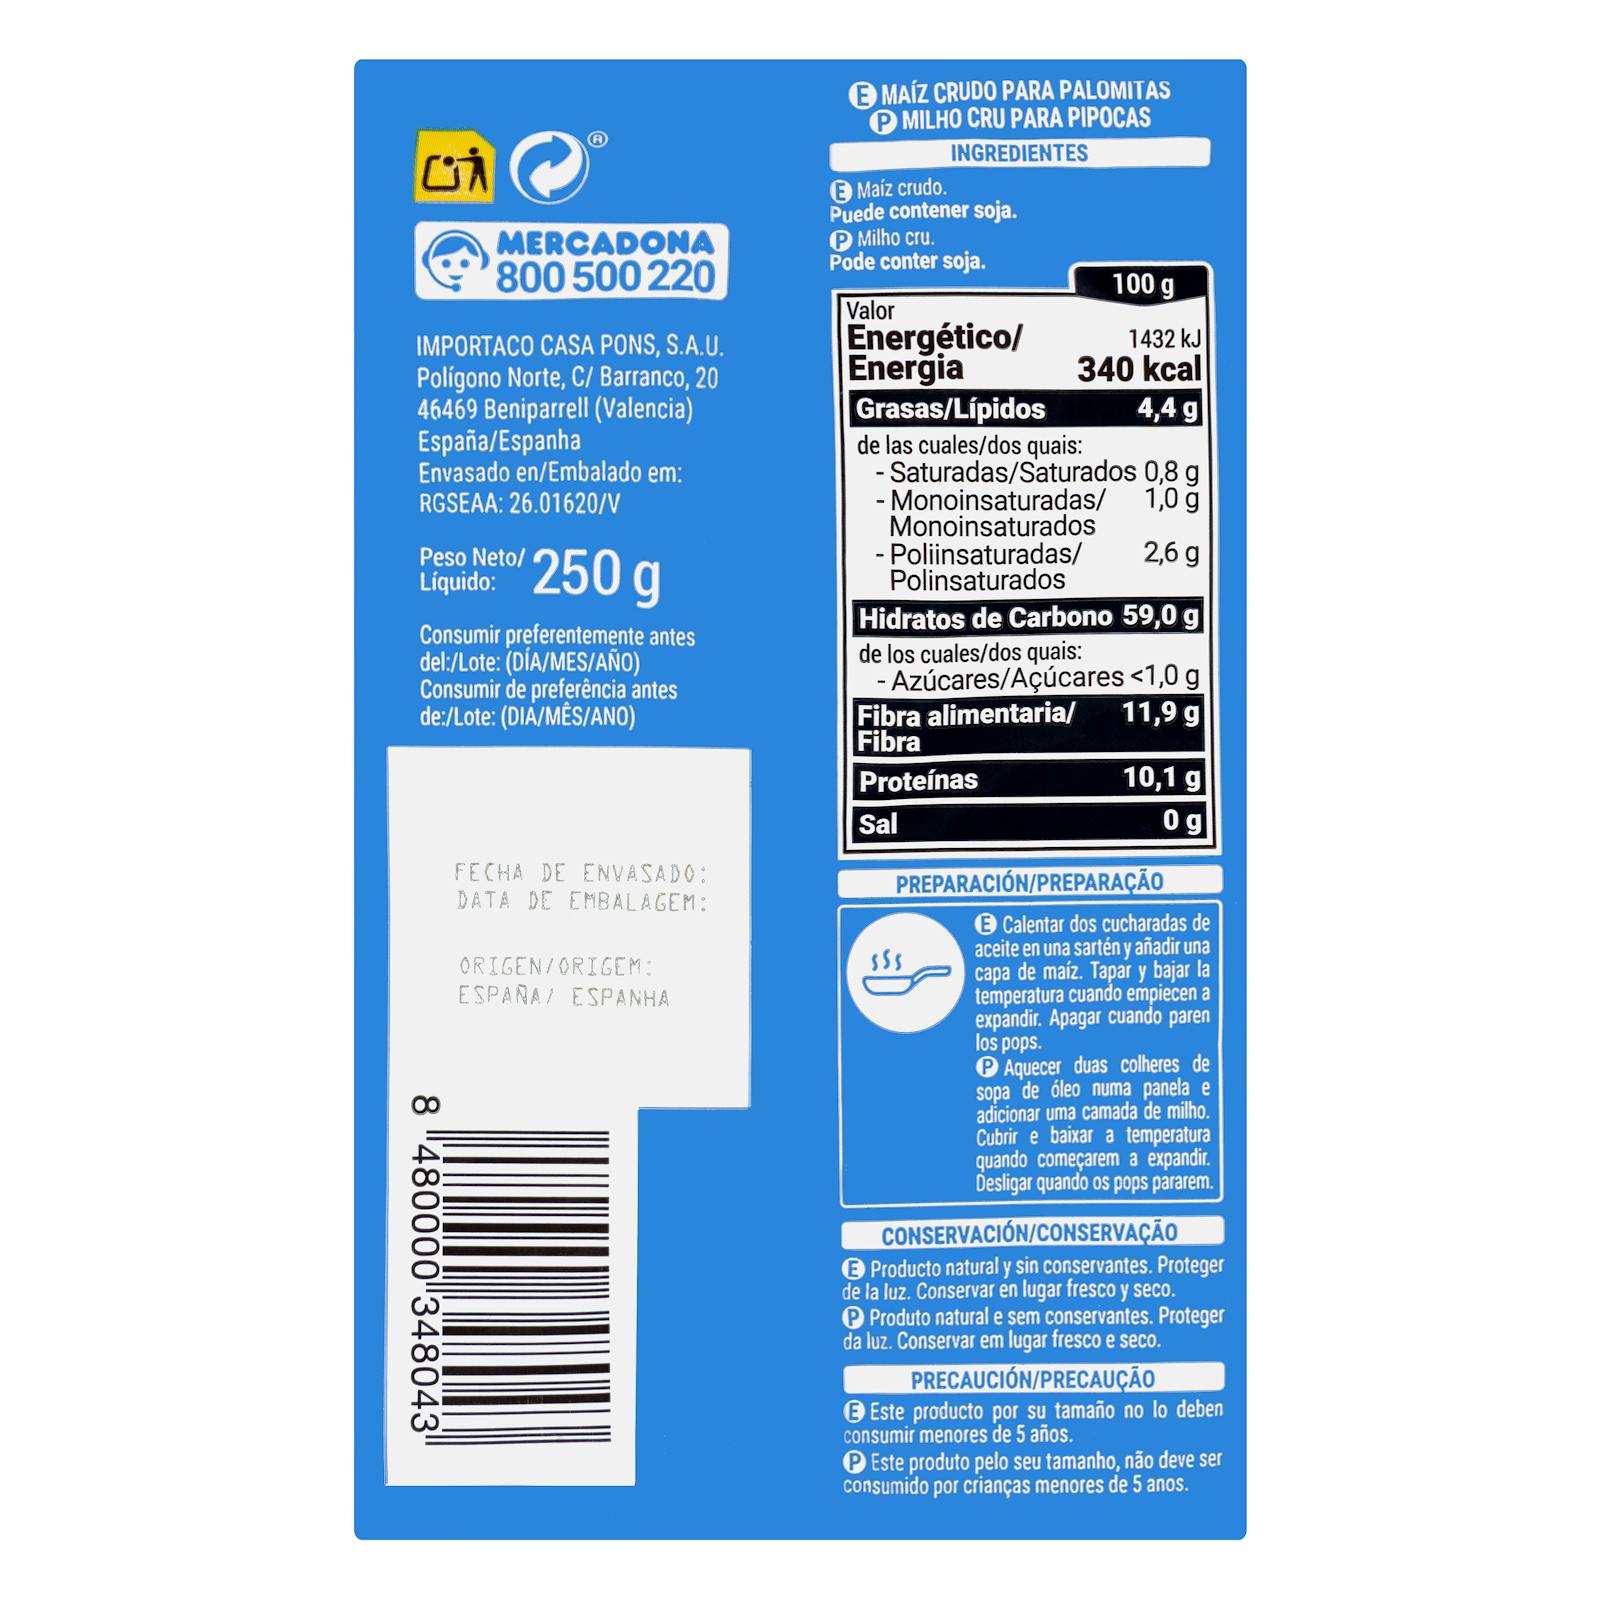 MERCADONA
800 500 220
IMPORTACO CASA PONS, S.A.U.
Polígono Norte, C/ Barranco, 20
46469 Beniparrell (Valencia)
España/Espanha
Envasado en/Embalado em:
RGSEAA: 26.01620/V
Peso Neto/
Líquido: 250 g
Consumir preferentemente antes
del:/Lote: (DÍA/MES/AÑO)
Consumir de preferência antes
de:/Lote: (DIA/MÊS/ANO)
FECHA DE ENVASADO:
DATA DE EMBALAGEM:
ORIGEN/ORIGEM:
ESPAÑA/ ESPANHA
8 480000 348043
E MAÍZ CRUDO PARA PALOMITAS
P MILHO CRU PARA PIPOCAS
INGREDIENTES
E Maíz crudo.
Puede contener soja.
P Milho cru.
Pode conter soja.
100 g
Valor
Energético/ 1432 kJ
Energia 340 kcal
Grasas/Lípidos 4,4 g
de las cuales/dos quais:
- Saturadas/Saturados 0,8 g
- Monoinsaturadas/ 1,0 g
Monoinsaturados
- Poliinsaturadas/ 2,6 g
Polinsaturados
Hidratos de Carbono 59,0 g
de los cuales/dos quais:
- Azúcares/Açúcares <1,0 g
Fibra alimentaria/ 11,9 g
Fibra
Proteínas 10,1 g
Sal 0 g
PREPARACIÓN/PREPARAÇÃO
E Calentar dos cucharadas de
aceite en una sartén y añadir una
capa de maíz. Tapar y bajar la
temperatura cuando empiecen a
expandir. Apagar cuando paren
los pops.
P Aquecer duas colheres de
sopa de óleo numa panela e
adicionar uma camada de milho.
Cubrir e baixar a temperatura
quando começarem a expandir.
Desligar quando os pops pararem.
CONSERVACIÓN/CONSERVAÇÃO
E Producto natural y sin conservantes. Proteger
de la luz. Conservar en lugar fresco y seco.
P Produto natural e sem conservantes. Proteger
da luz. Conservar em lugar fresco e seco.
PRECAUCIÓN/PRECAUÇÃO
E Este producto por su tamaño no lo deben
consumir menores de 5 años.
P Este produto pelo seu tamanho, não deve ser
consumido por crianças menores de 5 anos.